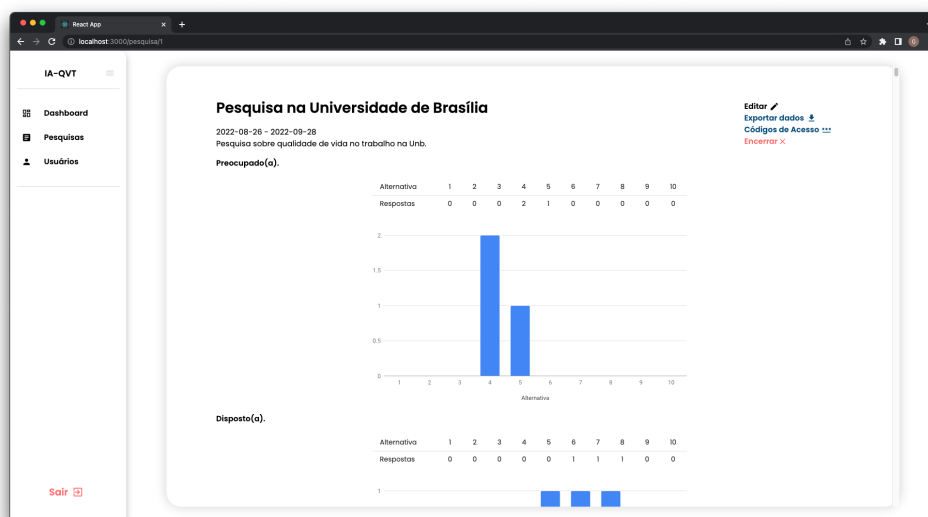 React App
localhost:3000/pesquisa/1
IA-QVT
Dashboard
Pesquisas
Usuários
Sair
Pesquisa na Universidade de Brasília
2022-08-26 - 2022-09-28
Pesquisa sobre qualidade de vida no trabalho na Unb.
Editar
Exportar dados
Códigos de Acesso
Encerrar
Preocupado(a).
Alternativa 1 2 3 4 5 6 7 8 9 10
Respostas 0 0 0 2 1 0 0 0 0 0
2
1.5
1
0.5
0
1 2 3 4 5 6 7 8 9 10
Alternativa
Disposto(a).
Alternativa 1 2 3 4 5 6 7 8 9 10
Respostas 0 0 0 0 0 1 1 1 0 0
1